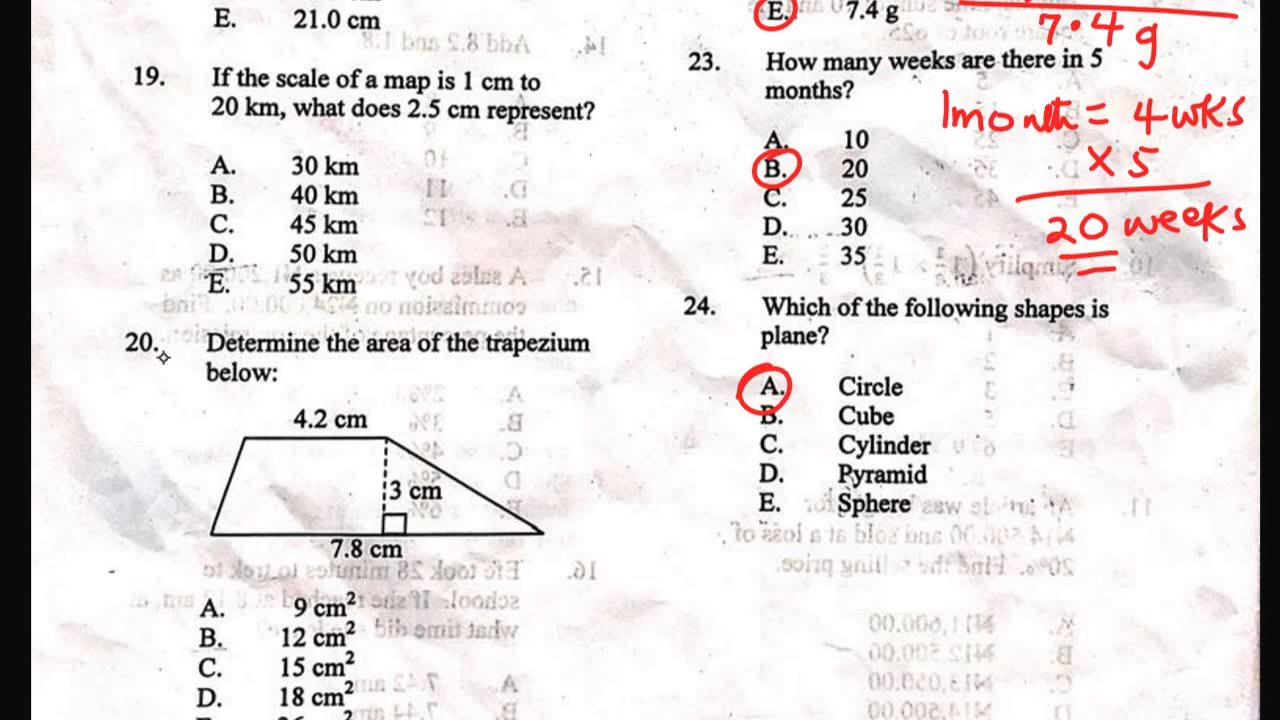 E. 21.0 cm
19. If the scale of a map is 1 cm to
20 km, what does 2.5 cm represent?
A. 30 km
B. 40 km
C. 45 km
D. 50 km
E. 55 km
20. Determine the area of the trapezium
below:
4.2 cm
3 cm
7.8 cm
A. 9 cm²
B. 12 cm²
C. 15 cm²
D. 18 cm²
E. 7.4 g
7.4 g
23. How many weeks are there in 5
months?
1month = 4wks
× 5
20 weeks
A. 10
B. 20
C. 25
D. 30
E. 35
24. Which of the following shapes is
plane?
A. Circle
B. Cube
C. Cylinder
D. Pyramid
E. Sphere